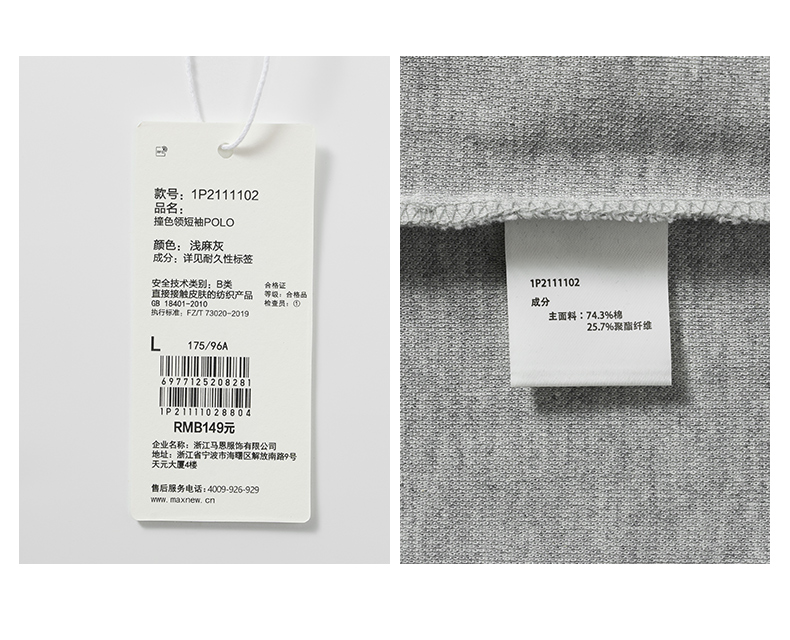 款号：1P2111102
品名：
撞色领短袖POLO
颜色：浅麻灰
成分：详见耐久性标签
安全技术类别：B类
直接接触皮肤的纺织产品
GB 18401-2010
执行标准：FZ/T 73020-2019
合格证
等级：合格品
检查员：①
L 175/96A
6977125208281
1P21111028804
RMB149元
企业名称：浙江马恩服饰有限公司
地址：浙江省宁波市海曙区解放南路9号
天元大厦4楼
售后服务电话：4009-926-929
www.maxnew.cn
1P2111102
成分
主面料：74.3%棉
25.7%聚酯纤维